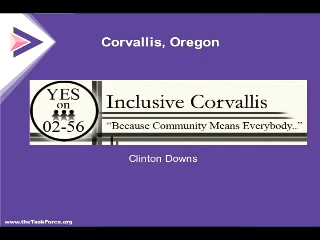 Corvallis, Oregon
YES
on
02-56
Inclusive Corvallis
“Because Community Means Everybody..”
Clinton Downs
www.theTaskForce.org